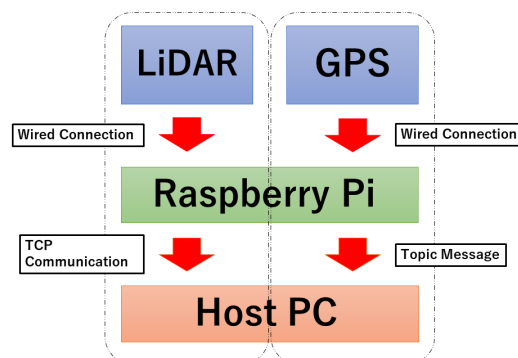 LiDAR
GPS
Wired Connection
Wired Connection
Raspberry Pi
TCP
Communication
Topic Message
Host PC